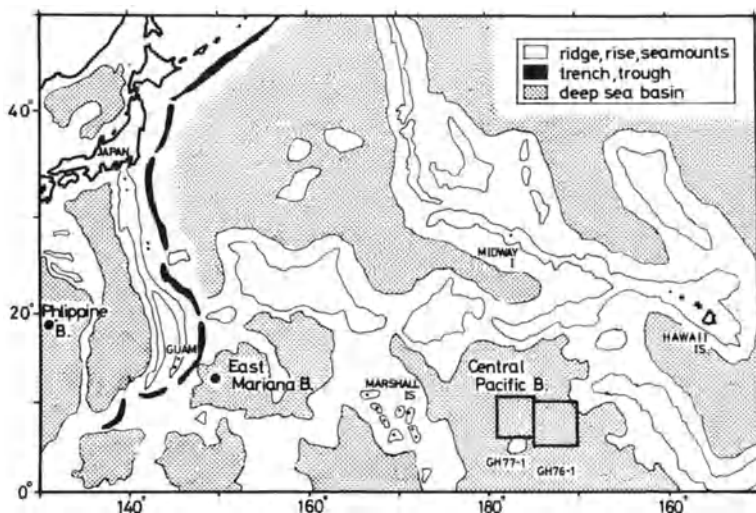 ridge, rise, seamounts
trench, trough
deep sea basin
40°
JAPAN
MIDWAY
I
20°
Phlippine
B.
GUAM
HAWAII
IS.
East
Mariana B.
MARSHALL
IS
Central
Pacific B.
GH77-1
GH76-1
0°
140°
160°
180°
160°